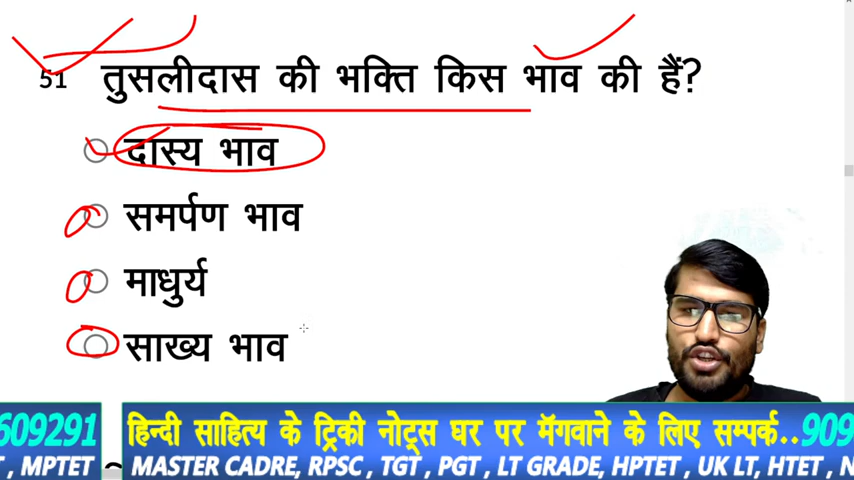 51 तुसलीदास की भक्ति किस भाव की हैं?
दास्य भाव
समर्पण भाव
माधुर्य
साख्य भाव
609291 हिन्दी साहित्य के ट्रिकी नोट्स घर पर मॅगवाने के लिए सम्पर्क..909
T , MPTET MASTER CADRE, RPSC , TGT , PGT , LT GRADE, HPTET , UK LT, HTET , N